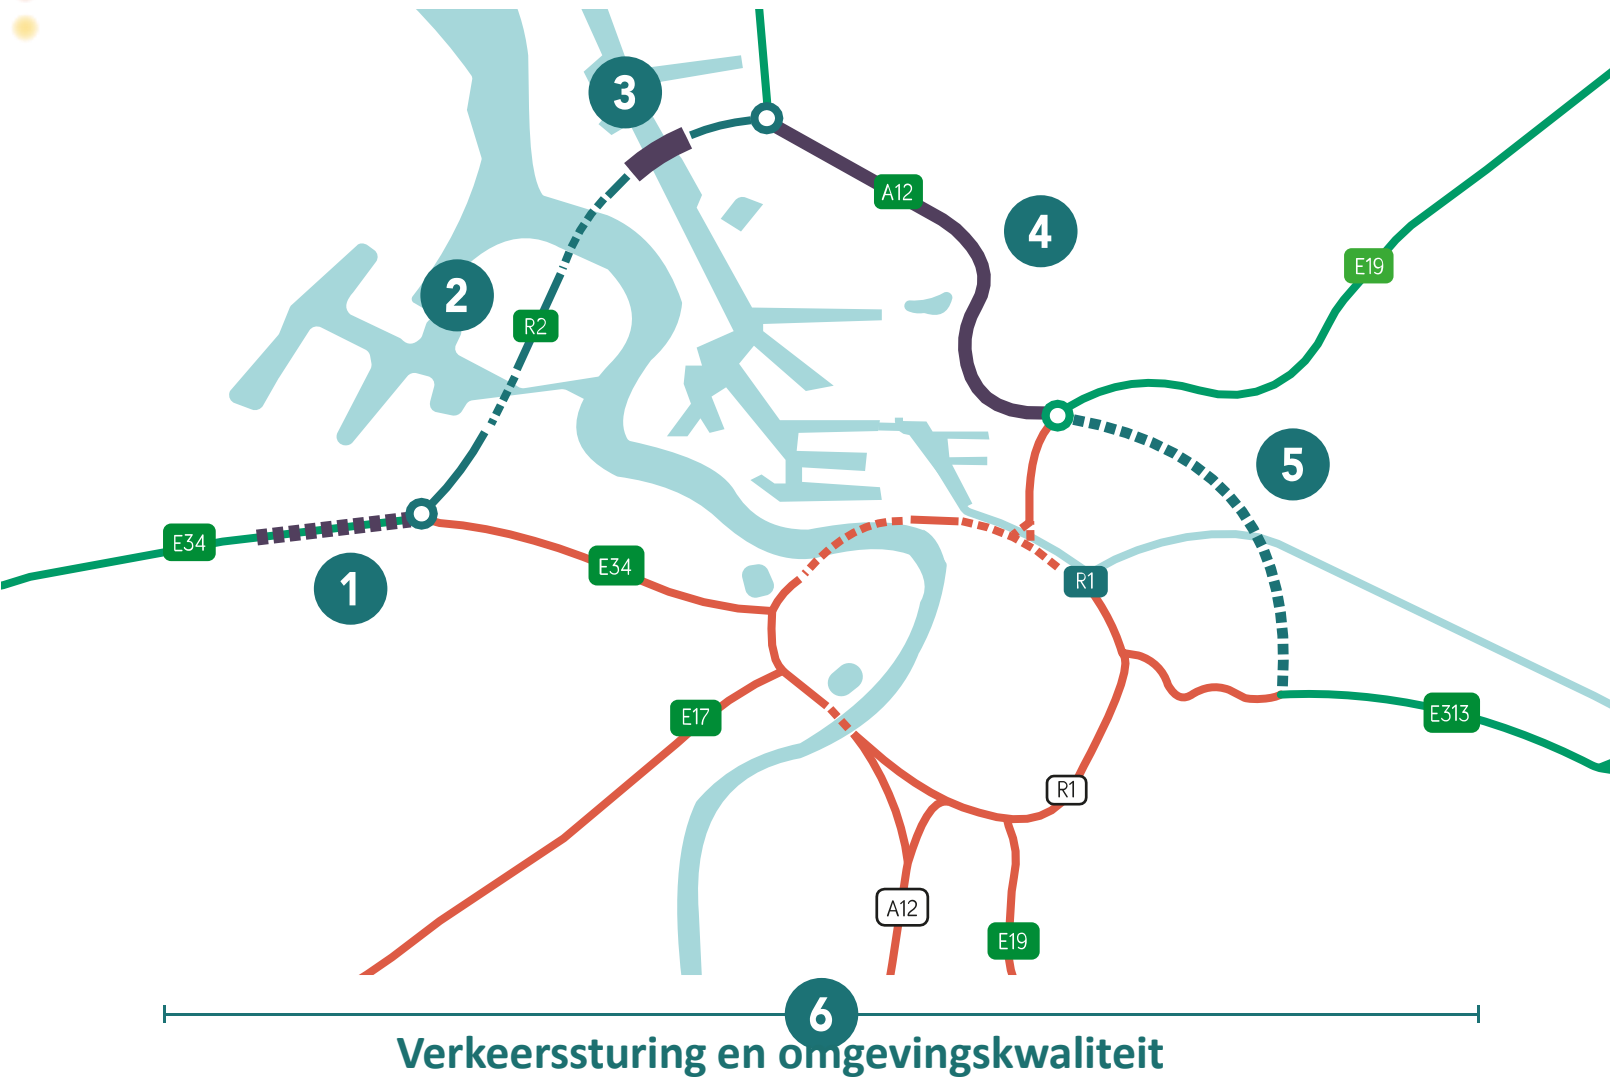 3
A12
4
E19
2
R2
5
E34
E34
R1
1
E17
E313
R1
A12
E19
6
Verkeerssturing en omgevingskwaliteit